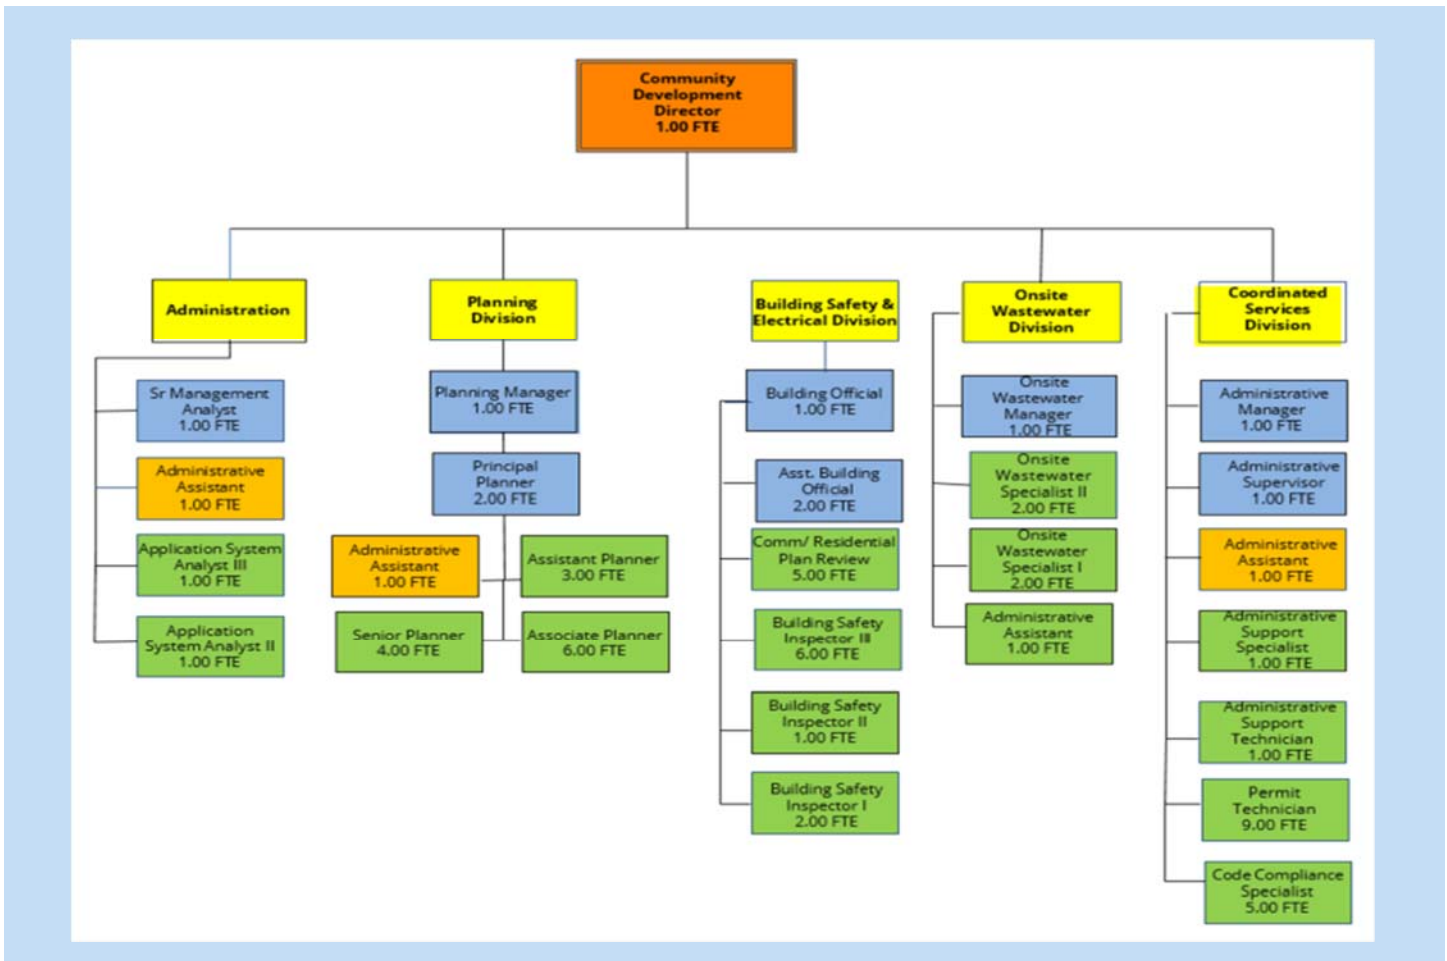 Community
Development
Director
1.00 FTE
Administration
Sr Management
Analyst
1.00 FTE
Administrative
Assistant
1.00 FTE
Application System
Analyst III
1.00 FTE
Application
System Analyst II
1.00 FTE
Planning
Division
Planning Manager
1.00 FTE
Principal
Planner
2.00 FTE
Administrative
Assistant
1.00 FTE
Assistant Planner
3.00 FTE
Senior Planner
4.00 FTE
Associate Planner
6.00 FTE
Building Safety &
Electrical Division
Building Official
1.00 FTE
Asst. Building
Official
2.00 FTE
Comm/ Residential
Plan Review
5.00 FTE
Building Safety
Inspector III
6.00 FTE
Building Safety
Inspector II
1.00 FTE
Building Safety
Inspector I
2.00 FTE
Onsite
Wastewater
Division
Onsite
Wastewater
Manager
1.00 FTE
Onsite
Wastewater
Specialist II
2.00 FTE
Onsite
Wastewater
Specialist I
2.00 FTE
Administrative
Assistant
1.00 FTE
Coordinated
Services
Division
Administrative
Manager
1.00 FTE
Administrative
Supervisor
1.00 FTE
Administrative
Assistant
1.00 FTE
Administrative
Support
Specialist
1.00 FTE
Administrative
Support
Technician
1.00 FTE
Permit
Technician
9.00 FTE
Code Compliance
Specialist
5.00 FTE